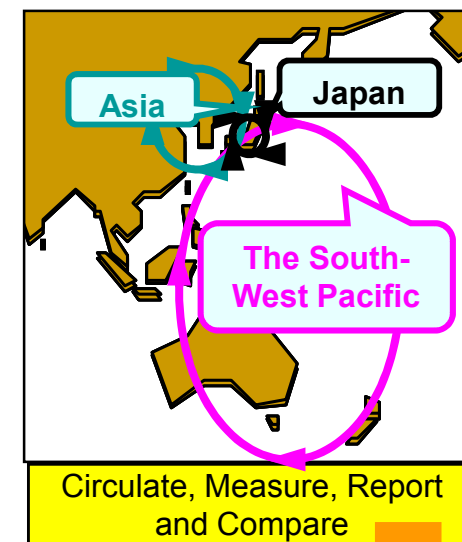 Asia
Japan
The South-
West Pacific
Circulate, Measure, Report
and Compare